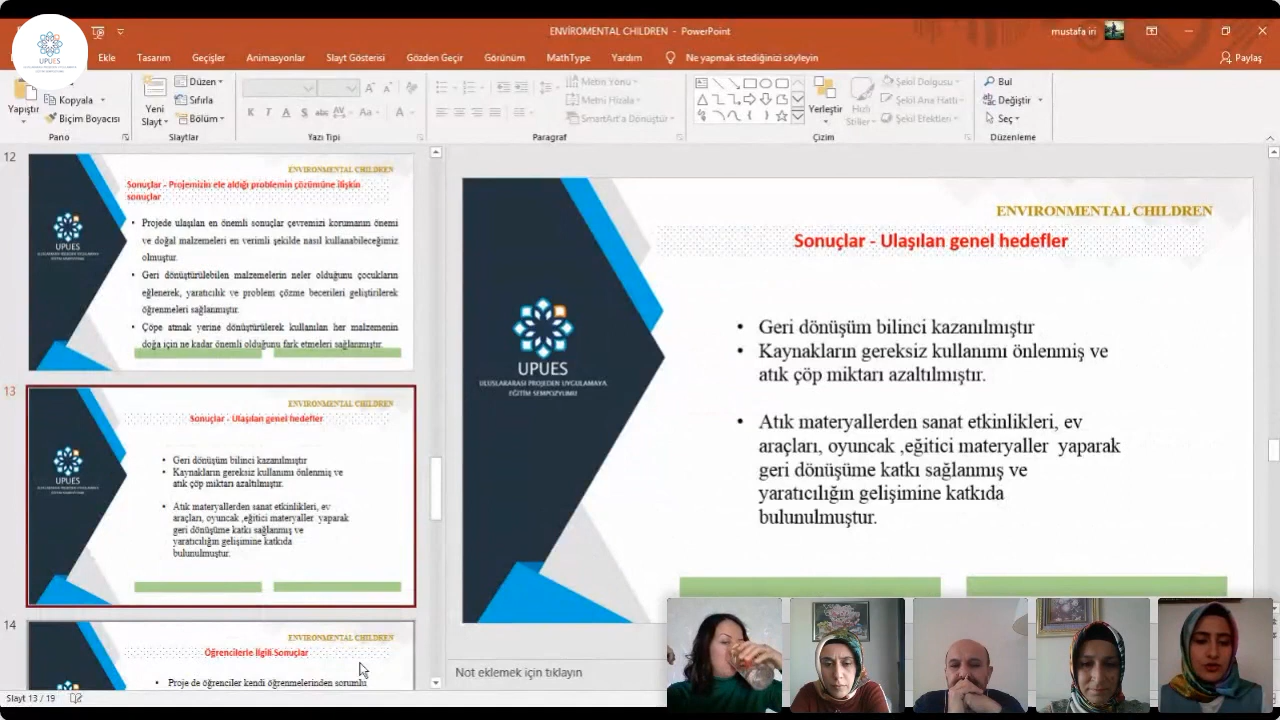 ENVİROMENTAL CHILDREN - PowerPoint
mustafa iri
UPUES
Ekle Tasarım Geçişler Animasyonlar Slayt Gösterisi Gözden Geçir Görünüm MathType Yardım Ne yapmak istediğinizi söyleyin
Paylaş
Yapıştır
Kopyala
Biçim Boyacısı
Pano
Yeni Slayt
Düzen
Sıfırla
Bölüm
Slaytlar
Yazı Tipi
Metin Yönü
Metni Hizala
SmartArt'a Dönüştür
Paragraf
Yerleştir
Hızlı Stiller
Şekil Dolgusu
Şekil Ana Hattı
Şekil Efektleri
Çizim
Bul
Değiştir
Seç
Düzenleme
12
ENVIRONMENTAL CHILDREN
Sonuçlar - Projemizin ele aldığı problemin çözümüne ilişkin
sonuçlar
• Projede ulaşılan en önemli sonuçlar çevremizi korumanın önemi
ve doğal malzemeleri en verimli şekilde nasıl kullanabileceğimiz
olmuştur.
• Geri dönüştürülebilen malzemelerin neler olduğunu çocukların
eğlenerek, yaratıcılık ve problem çözme becerileri geliştirilerek
öğrenmeleri sağlanmıştır.
• Çöpe atmak yerine dönüştürülerek kullanılan her malzemenin
doğa için ne kadar önemli olduğunu fark etmeleri sağlanmıştır.
UPUES
13
ENVIRONMENTAL CHILDREN
Sonuçlar - Ulaşılan genel hedefler
• Geri dönüşüm bilinci kazanılmıştır
• Kaynakların gereksiz kullanımı önlenmiş ve
atık çöp miktarı azaltılmıştır.
• Atık materyallerden sanat etkinlikleri, ev
araçları, oyuncak ,eğitici materyaller yaparak
geri dönüşüme katkı sağlanmış ve
yaratıcılığın gelişimine katkıda
bulunulmuştur.
UPUES
14
ENVIRONMENTAL CHILDREN
Öğrencilerle İlgili Sonuçlar
• Proje de öğrenciler kendi öğrenmelerinden sorumlu
ENVIRONMENTAL CHILDREN
Sonuçlar - Ulaşılan genel hedefler
• Geri dönüşüm bilinci kazanılmıştır
• Kaynakların gereksiz kullanımı önlenmiş ve
atık çöp miktarı azaltılmıştır.
• Atık materyallerden sanat etkinlikleri, ev
araçları, oyuncak ,eğitici materyaller yaparak
geri dönüşüme katkı sağlanmış ve
yaratıcılığın gelişimine katkıda
bulunulmuştur.
UPUES
ULUSLARARASI PROJEDEN UYGULAMAYA
EĞİTİM SEMPOZYUMU
Not eklemek için tıklayın
Slayt 13 / 19